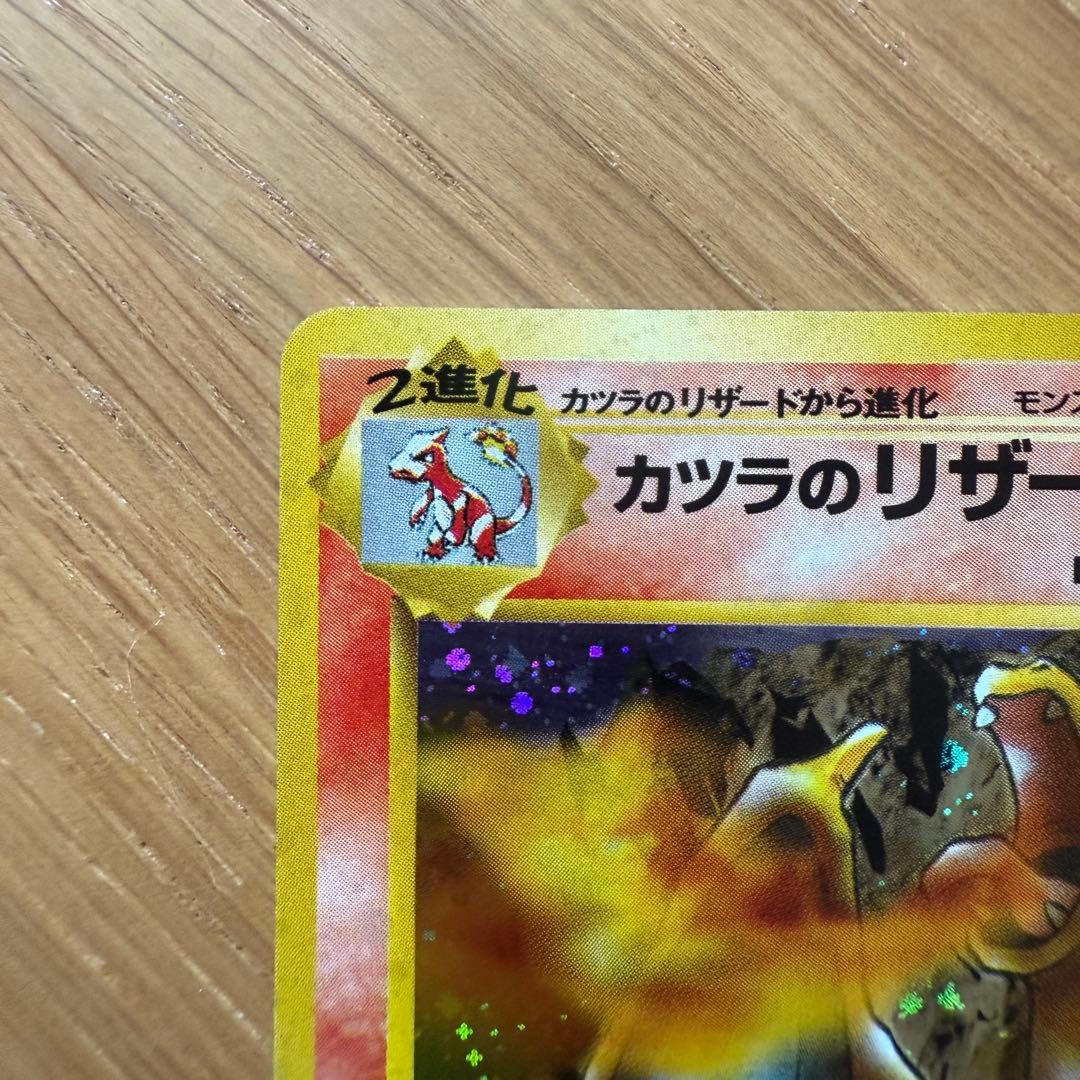 2進化
カツラのリザードから進化 モンス
カツラのリザー